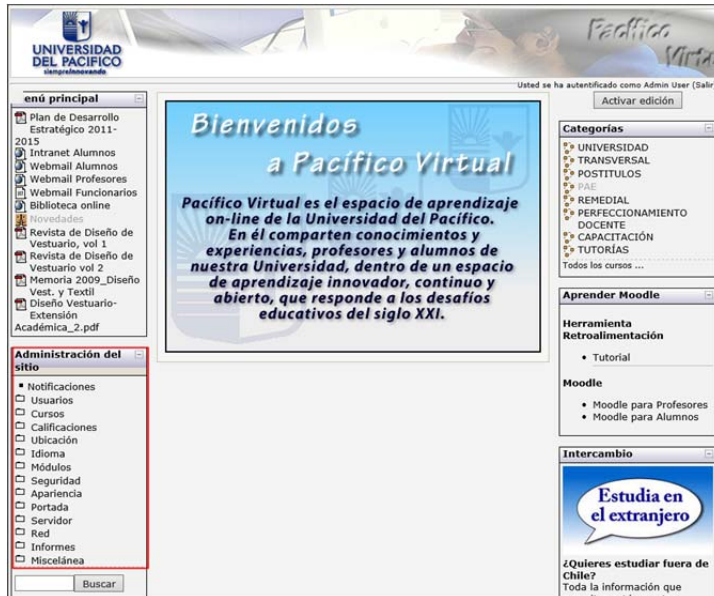 UNIVERSIDAD
DEL PACIFICO
siempreInnovando
Pacífico
Usted se ha autentificado como Admin User (Salir
enú principal
Plan de Desarrollo
Estratégico 2011-
2015
Intranet Alumnos
Webmail Alumnos
Webmail Profesores
Webmail Funcionarios
Biblioteca online
Novedades
Revista de Diseño de
Vestuario, vol 1
Revista de Diseño de
Vestuario vol 2
Memoria 2009_Diseño
Vest. y Textil
Diseño Vestuario-
Extensión
Académica_2.pdf
Administración del
sitio
Notificaciones
Usuarios
Cursos
Calificaciones
Ubicación
Idioma
Módulos
Seguridad
Apariencia
Portada
Servidor
Red
Informes
Miscelánea
Buscar
Bienvenidos
a Pacífico Virtual
Pacífico Virtual es el espacio de aprendizaje
on-line de la Universidad del Pacífico.
En él comparten conocimientos y
experiencias, profesores y alumnos de
nuestra Universidad, dentro de un espacio
de aprendizaje innovador, continuo y
abierto, que responde a los desafíos
educativos del siglo XXI.
Activar edición
Categorías
UNIVERSIDAD
TRANSVERSAL
POSTITULOS
PAE
REMEDIAL
PERFECCIONAMIENTO
DOCENTE
CAPACITACIÓN
TUTORÍAS
Todos los cursos ...
Aprender Moodle
Herramienta
Retroalimentación
Tutorial
Moodle
Moodle para Profesores
Moodle para Alumnos
Intercambio
Estudia en
el extranjero
¿Quieres estudiar fuera de
Chile?
Toda la información que